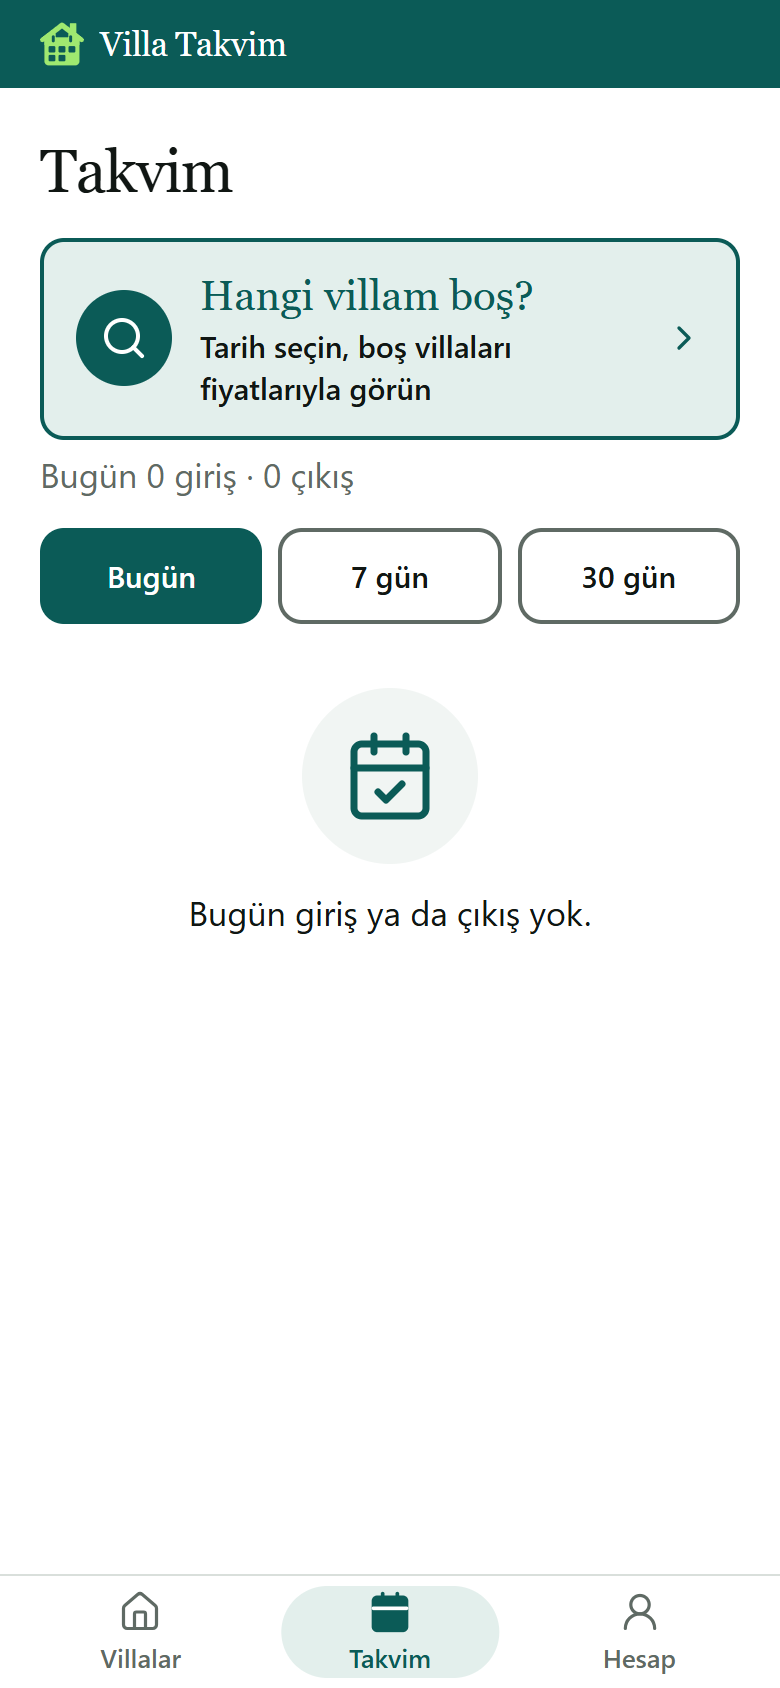 Villa Takvim
Takvim
Hangi villam boş?
Tarih seçin, boş villaları
fiyatlarıyla görün
Bugün 0 giriş · 0 çıkış
Bugün
7 gün
30 gün
Bugün giriş ya da çıkış yok.
Villalar
Takvim
Hesap